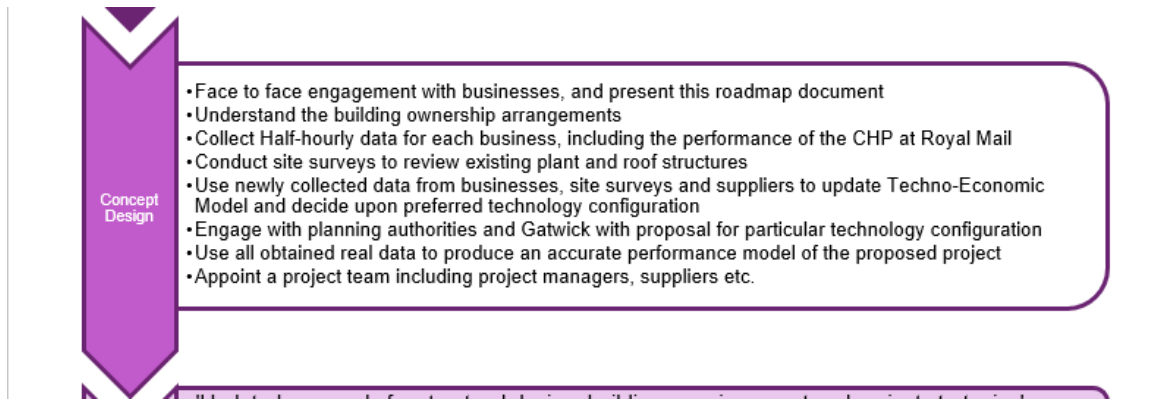 •Face to face engagement with businesses, and present this roadmap document
•Understand the building ownership arrangements
•Collect Half-hourly data for each business, including the performance of the CHP at Royal Mail
•Conduct site surveys to review existing plant and roof structures
•Use newly collected data from businesses, site surveys and suppliers to update Techno-Economic
Model and decide upon preferred technology configuration
•Engage with planning authorities and Gatwick with proposal for particular technology configuration
•Use all obtained real data to produce an accurate performance model of the proposed project
•Appoint a project team including project managers, suppliers etc.
Concept
Design